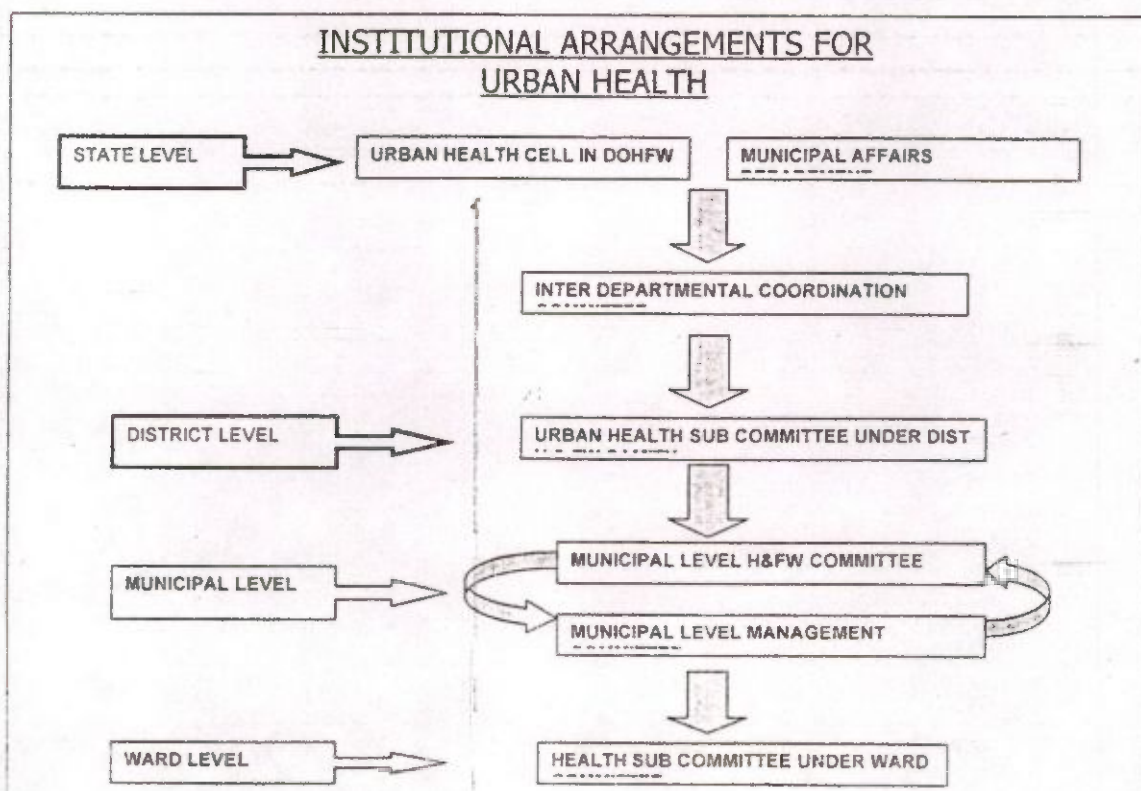 INSTITUTIONAL ARRANGEMENTS FOR
URBAN HEALTH
STATE LEVEL
URBAN HEALTH CELL IN DOHFW
MUNICIPAL AFFAIRS
INTER DEPARTMENTAL COORDINATION
DISTRICT LEVEL
URBAN HEALTH SUB COMMITTEE UNDER DIST
MUNICIPAL LEVEL H&FW COMMITTEE
MUNICIPAL LEVEL
MUNICIPAL LEVEL MANAGEMENT
WARD LEVEL
HEALTH SUB COMMITTEE UNDER WARD